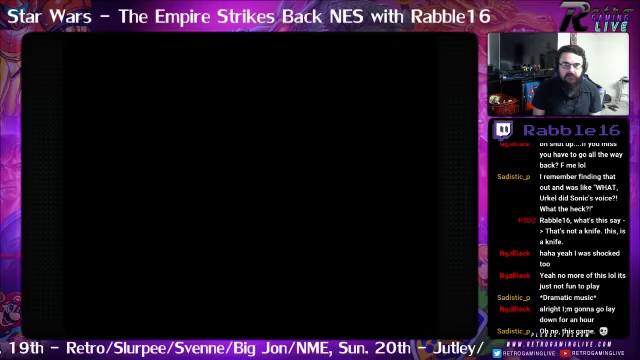 Star Wars - The Empire Strikes Back NES with Rabble16
Retro
GAMING
LIVE
Rabble16
oh shut up....if you miss
you have to go all the way
back? F me lol
Sadistic_p I remember finding that
out and was like "WHAT,
Urkel did Sonic's voice?!
What the heck?!"
Rabble16, what's this say -
> That's not a knife. this, is
a knife.
haha yeah I was shocked
too
Yeah no more of this lol its
just not fun to play
Sadistic_p *Dramatic music*
alright I;m gonna go lay
down for an hour
Sadistic_p Oh no, this game.
WWW.RETROGAMINGLIVE.COM
RETROGAMINGLIVE RETROGAMINGLIVE
. 19th - Retro/Slurpee/Svenne/Big Jon/NME, Sun. 20th - Jutley/